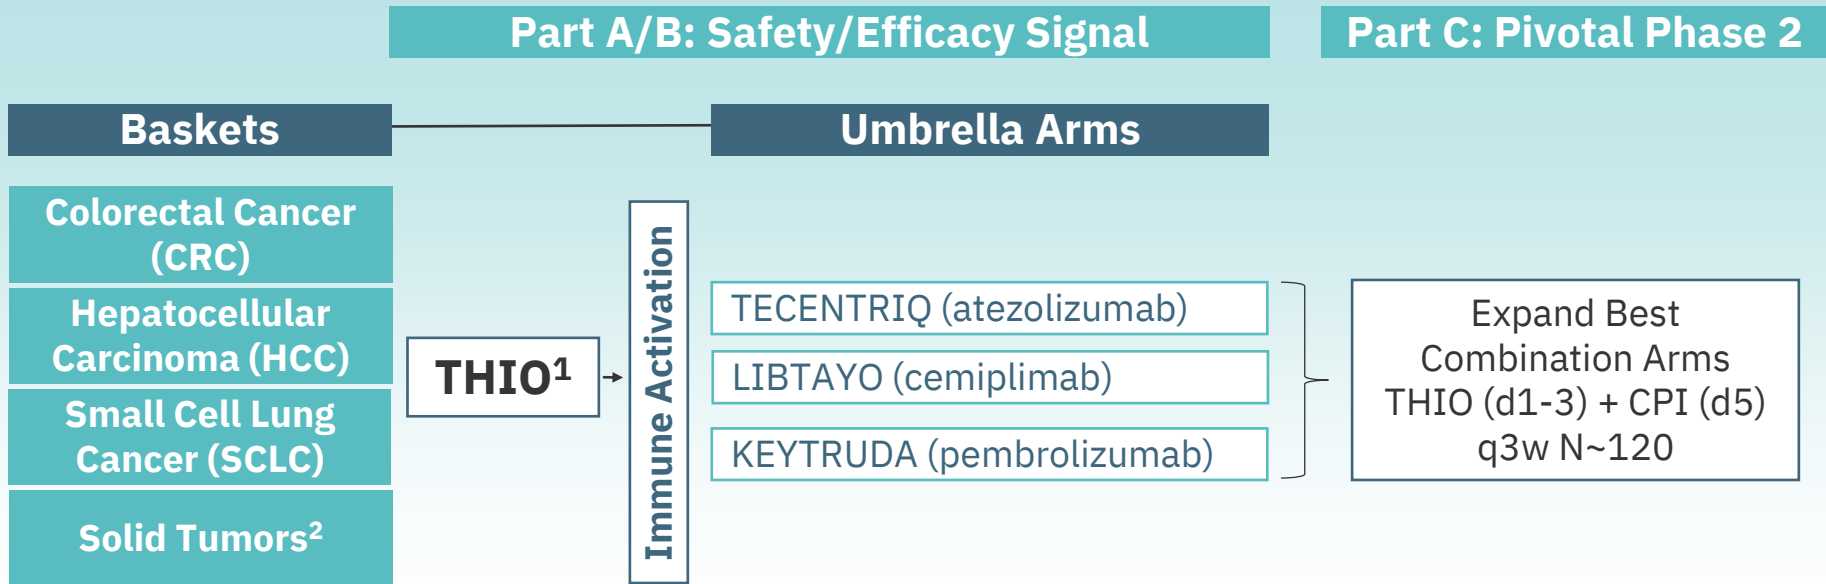 Part A/B: Safety/Efficacy Signal
Part C: Pivotal Phase 2
Baskets
Umbrella Arms
Colorectal Cancer
(CRC)
Hepatocellular
Carcinoma (HCC)
Small Cell Lung
Cancer (SCLC)
Solid Tumors²
THIO¹
Immune Activation
TECENTRIQ (atezolizumab)
LIBTAYO (cemiplimab)
KEYTRUDA (pembrolizumab)
Expand Best
Combination Arms
THIO (d1-3) + CPI (d5)
q3w N~120